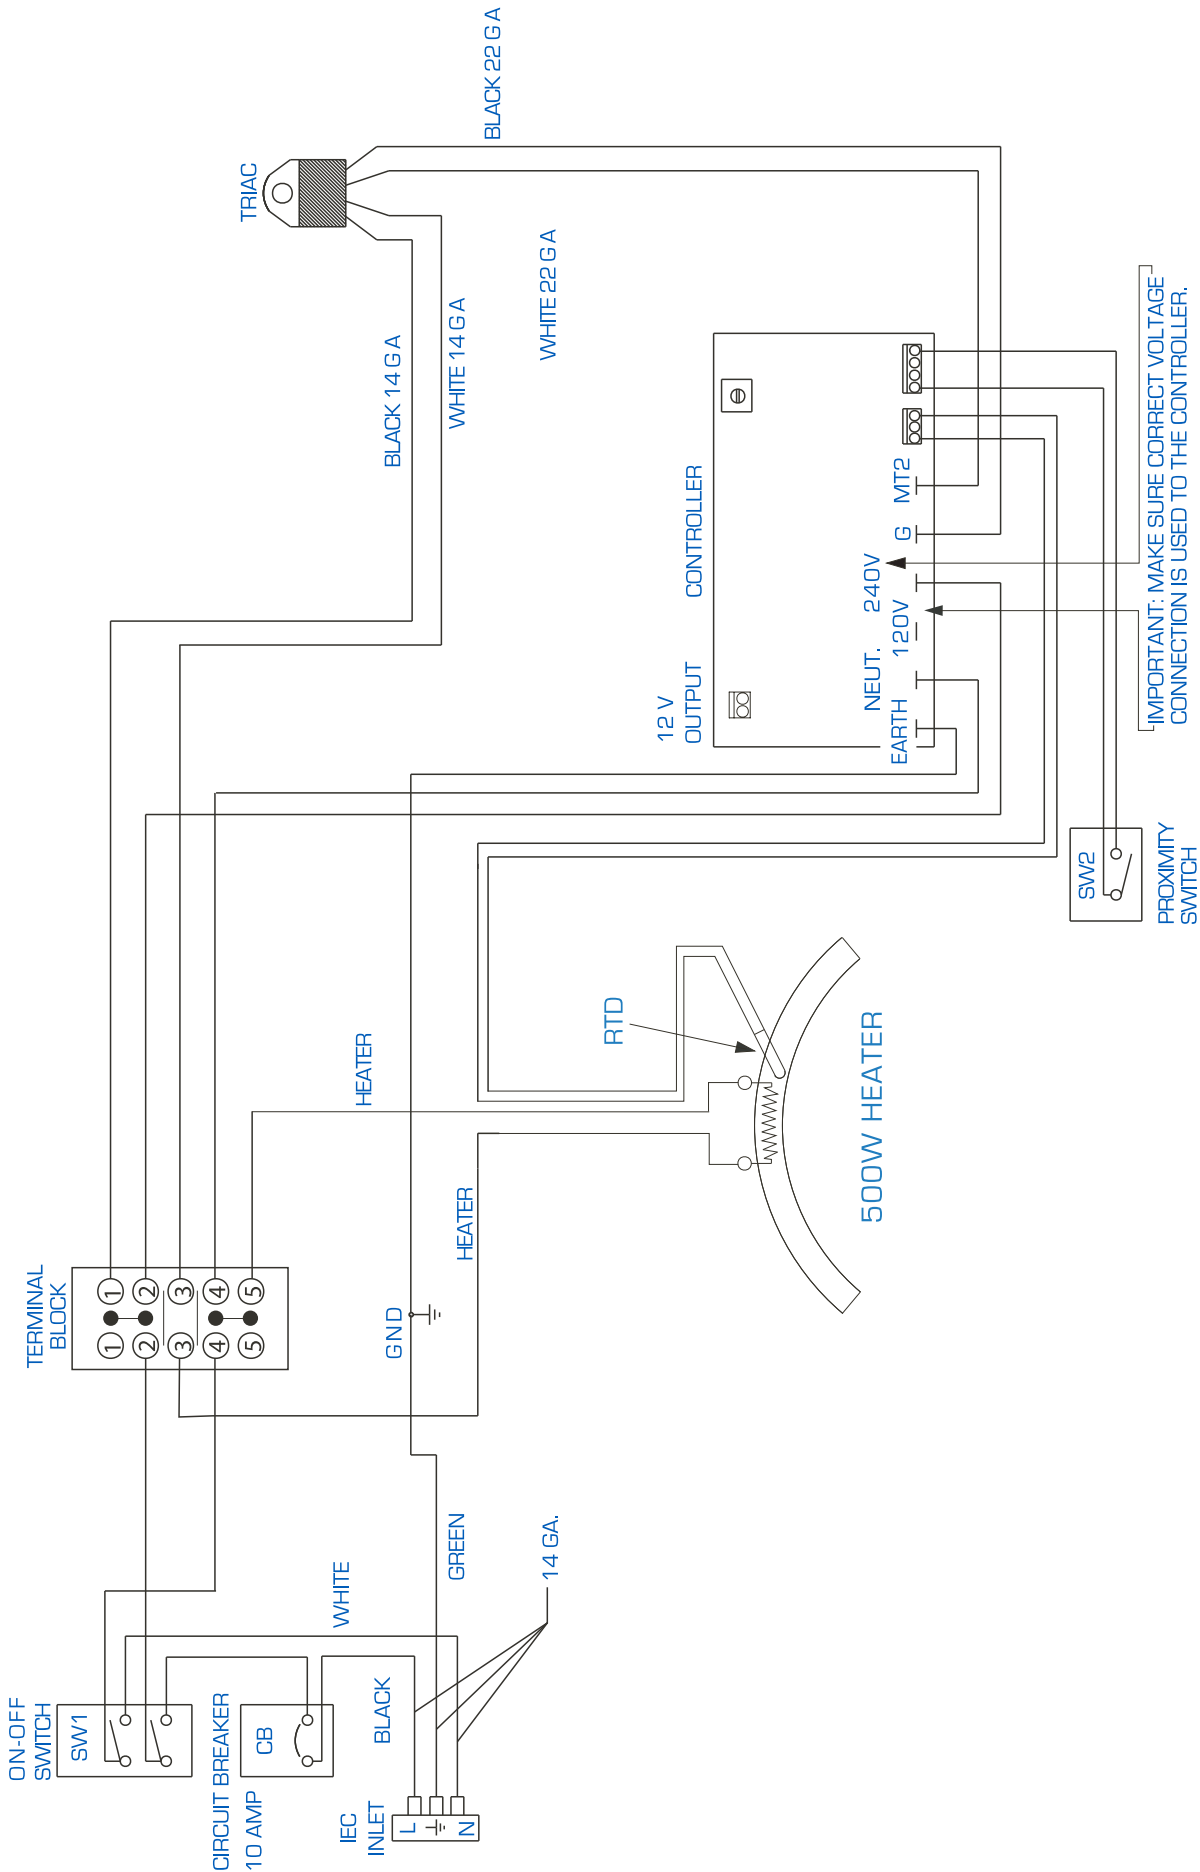 ON-OFF
SWITCH
SW1
CIRCUIT BREAKER
10 AMP
CB
IEC
INLET
L
N
BLACK
WHITE
GREEN
14 GA.
TERMINAL
BLOCK
1
2
3
4
5
1
2
3
4
5
GND
HEATER
HEATER
RTD
500W HEATER
TRIAC
BLACK 14 GA
WHITE 14 GA
BLACK 22 GA
WHITE 22 GA
CONTROLLER
12 V
OUTPUT
EARTH
NEUT.
120V
240V
G
MT2
SW2
PROXIMITY
SWITCH
IMPORTANT: MAKE SURE CORRECT VOLTAGE
CONNECTION IS USED TO THE CONTROLLER.